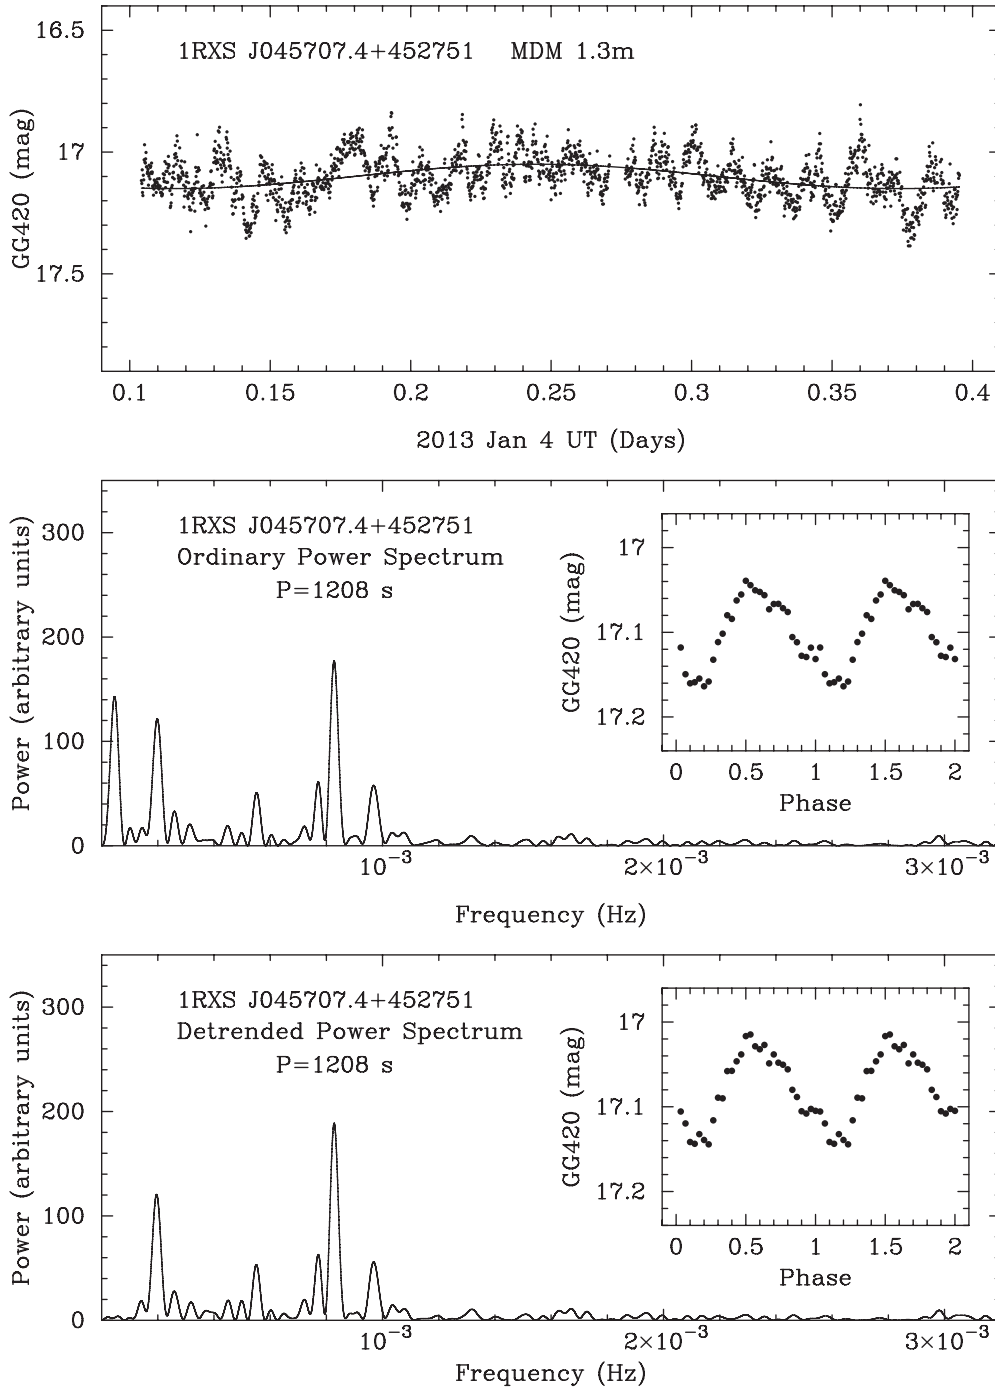 1RXS J045707.4+452751 MDM 1.3m
16.5
17
17.5
GG420 (mag)
0.1 0.15 0.2 0.25 0.3 0.35 0.4
2013 Jan 4 UT (Days)
1RXS J045707.4+452751
Ordinary Power Spectrum
P=1208 s
300
200
100
0
Power (arbitrary units)
10⁻³ 2×10⁻³ 3×10⁻³
Frequency (Hz)
17
17.1
17.2
GG420 (mag)
0 0.5 1 1.5 2
Phase
1RXS J045707.4+452751
Detrended Power Spectrum
P=1208 s
300
200
100
0
Power (arbitrary units)
10⁻³ 2×10⁻³ 3×10⁻³
Frequency (Hz)
17
17.1
17.2
GG420 (mag)
0 0.5 1 1.5 2
Phase